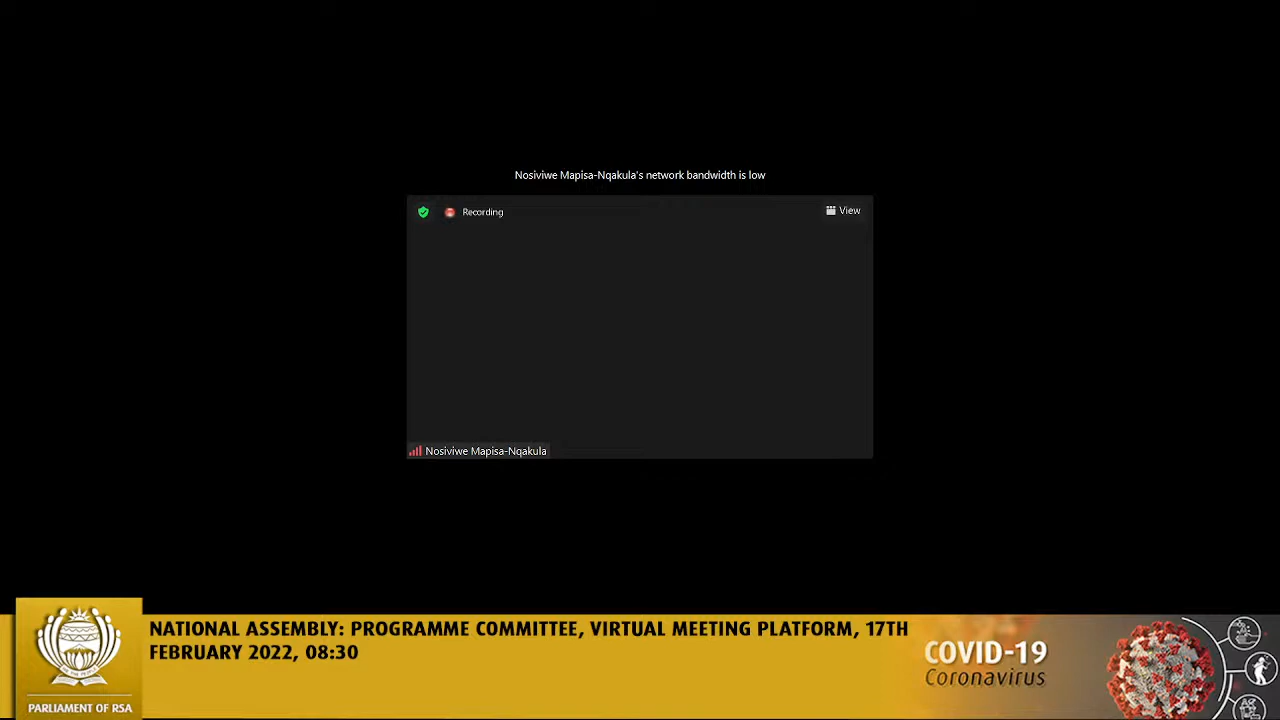 Nosiviwe Mapisa-Nqakula's network bandwidth is low
Recording
View
Nosiviwe Mapisa-Nqakula
NATIONAL ASSEMBLY: PROGRAMME COMMITTEE, VIRTUAL MEETING PLATFORM, 17TH
FEBRUARY 2022, 08:30
COVID-19
Coronavirus
PARLIAMENT OF RSA